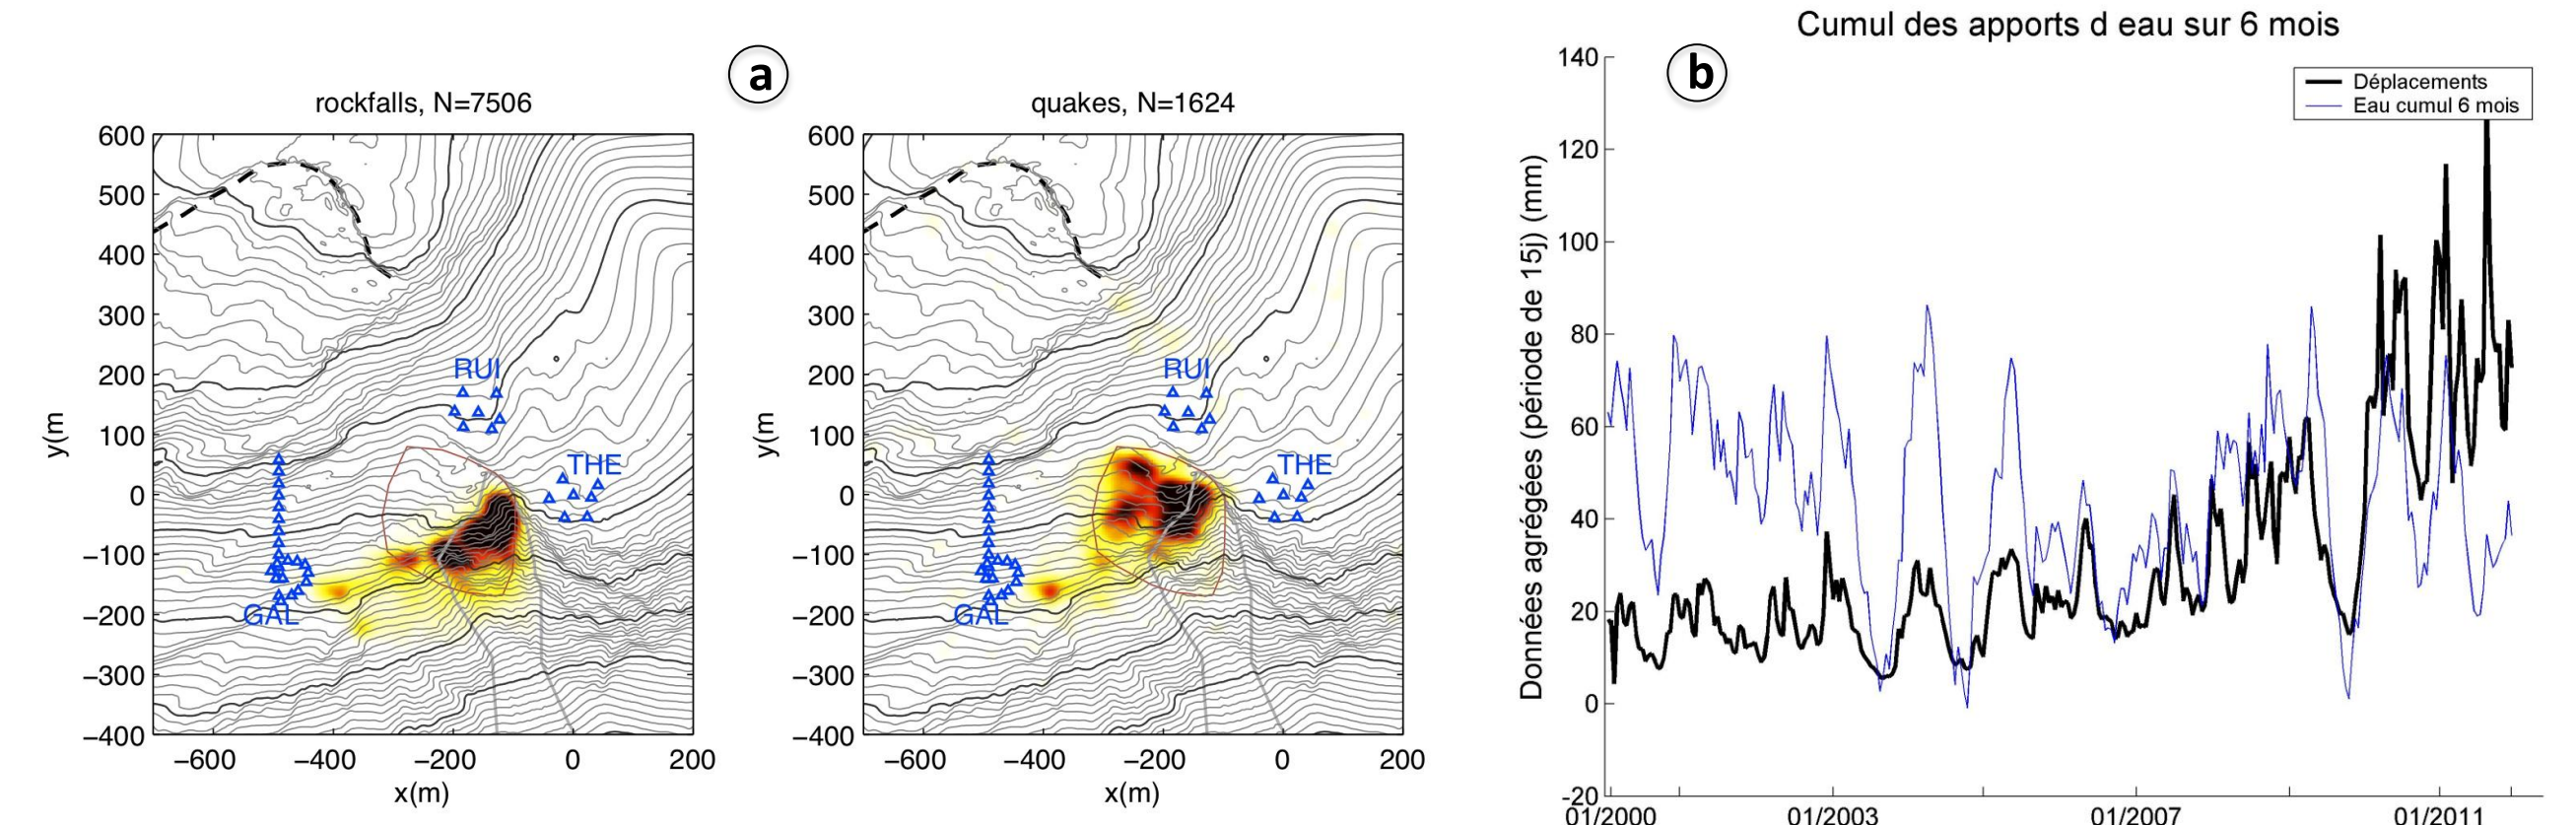 a
rockfalls, N=7506
600
500
400
300
200
100
0
−100
−200
−300
−400
y(m
−600
−400
−200
0
200
x(m)
RUI
THE
GAL
quakes, N=1624
600
500
400
300
200
100
0
−100
−200
−300
−400
y(m
−600
−400
−200
0
200
x(m)
RUI
THE
GAL
Cumul des apports d eau sur 6 mois
b
Déplacements
Eau cumul 6 mois
Données agrégées (période de 15j) (mm)
140
120
100
80
60
40
20
0
-20
01/2000
01/2003
01/2007
01/2011